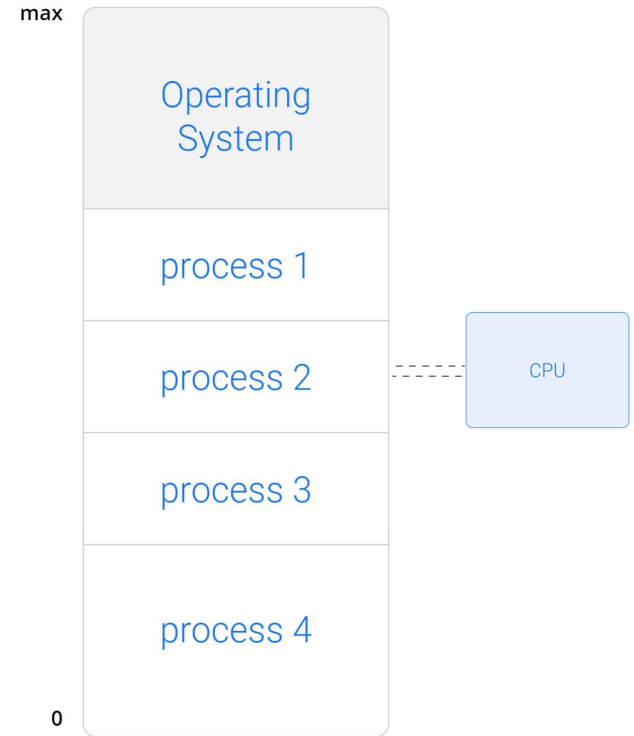 max
Operating
System
process 1
process 2
CPU
process 3
process 4
0